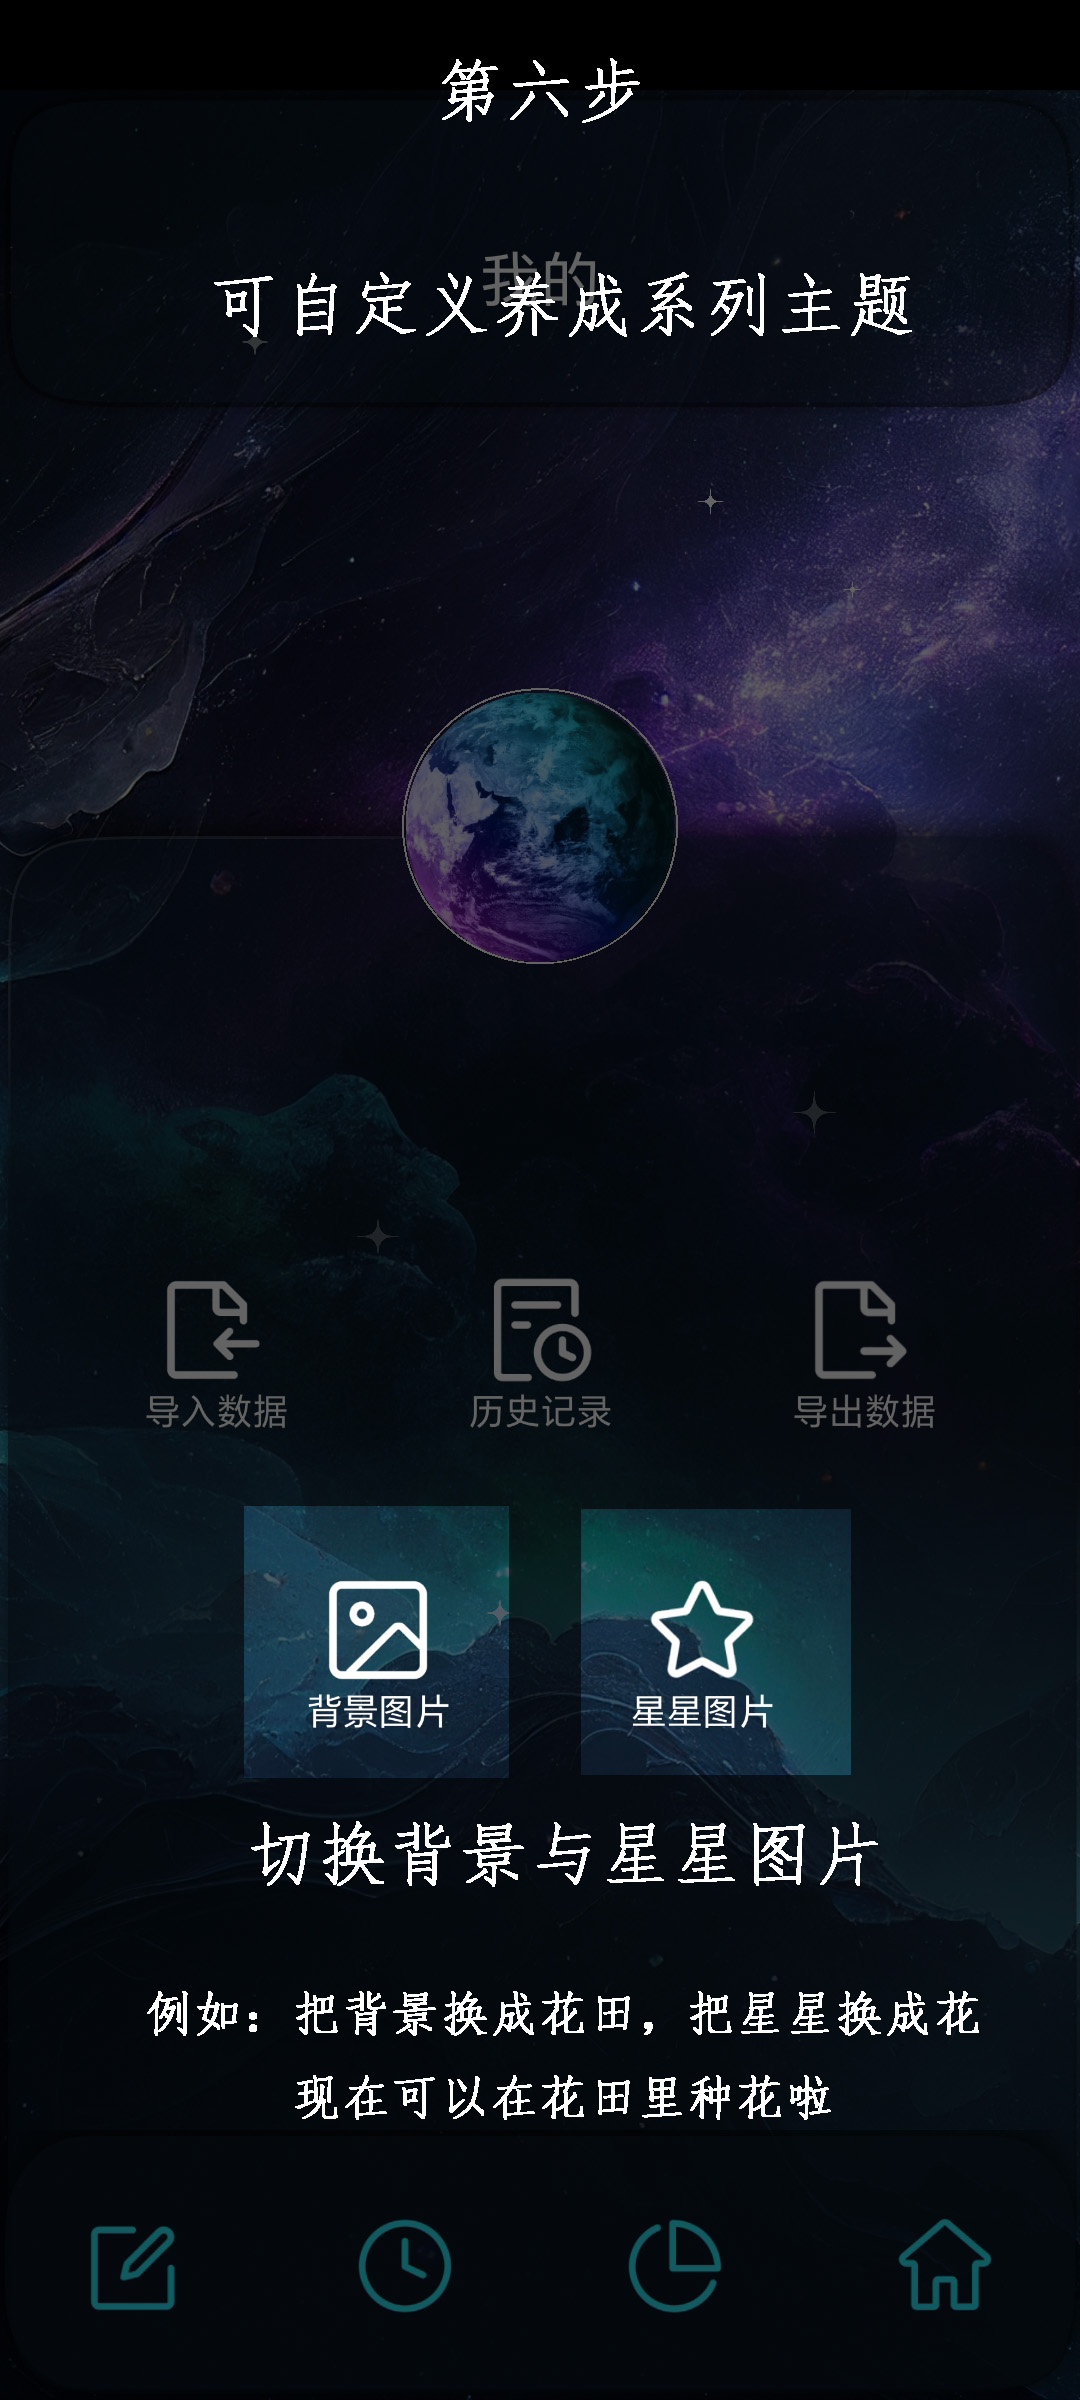 第六步
我的
可自定义养成系列主题
导入数据
历史记录
导出数据
背景图片
星星图片
切换背景与星星图片
例如：把背景换成花田，把星星换成花
现在可以在花田里种花啦